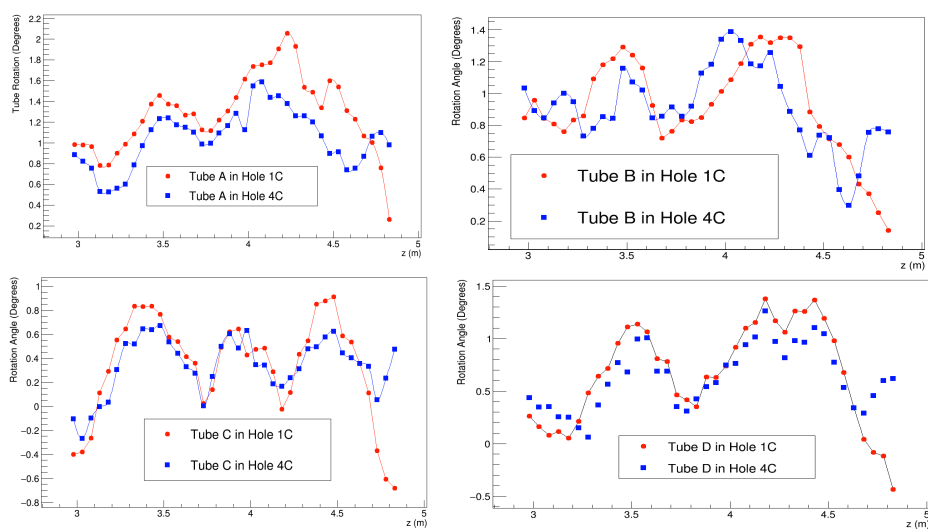 Tube Rotation (Degrees)
2.2
2
1.8
1.6
1.4
1.2
1
0.8
0.6
0.4
0.2
Tube A in Hole 1C
Tube A in Hole 4C
3 3.5 4 4.5 5
z (m)
Rotation Angle (Degrees)
1.4
1.2
1
0.8
0.6
0.4
0.2
Tube B in Hole 1C
Tube B in Hole 4C
3 3.5 4 4.5 5
z (m)
Rotation Angle (Degrees)
1
0.8
0.6
0.4
0.2
0
−0.2
−0.4
−0.6
−0.8
Tube C in Hole 1C
Tube C in Hole 4C
3 3.5 4 4.5 5
z (m)
Rotation Angle (Degrees)
1.5
1
0.5
0
−0.5
Tube D in Hole 1C
Tube D in Hole 4C
3 3.5 4 4.5 5
z (m)